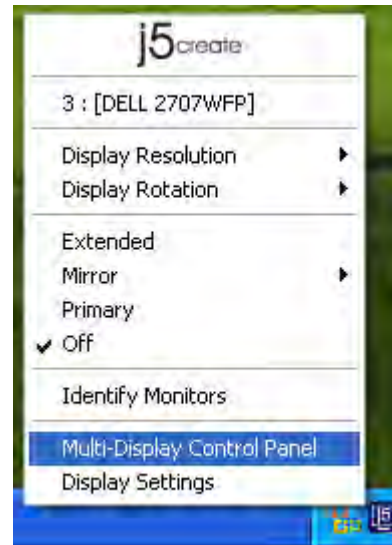 j5create
3 : [DELL 2707WFP]
Display Resolution
Display Rotation
Extended
Mirror
Primary
Off
Identify Monitors
Multi-Display Control Panel
Display Settings
j5